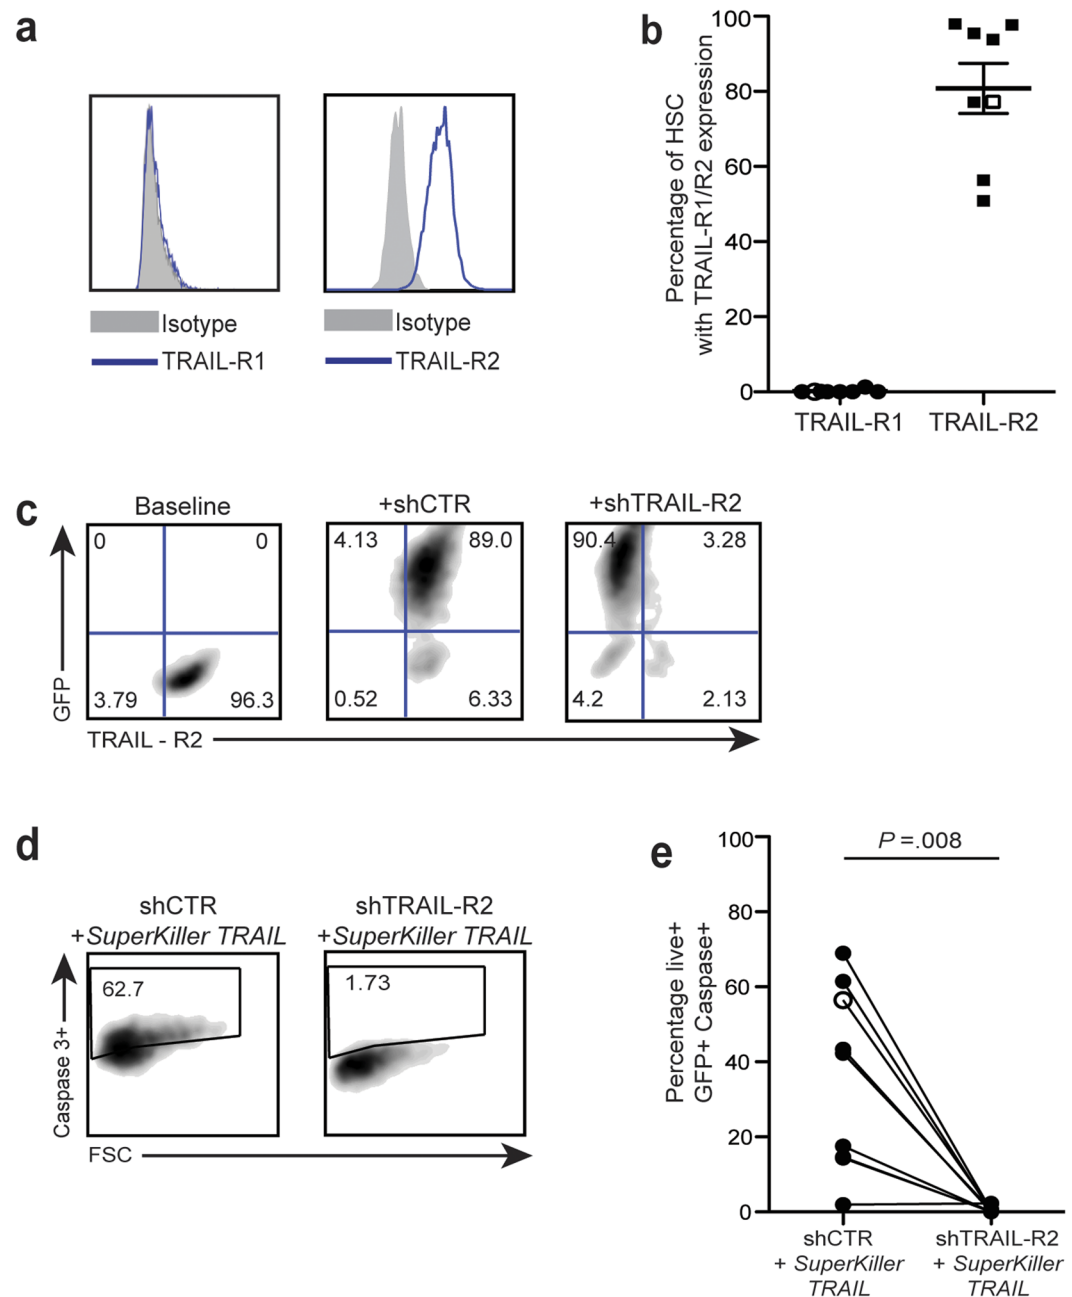 a
Isotype
TRAIL-R1
Isotype
TRAIL-R2
b
Percentage of HSC
with TRAIL-R1/R2 expression
100
80
60
40
20
0
TRAIL-R1 TRAIL-R2
c
Baseline
+shCTR
+shTRAIL-R2
0 0
3.79 96.3
4.13 89.0
0.52 6.33
90.4 3.28
4.2 2.13
GFP
TRAIL - R2
d
shCTR
+SuperKiller TRAIL
shTRAIL-R2
+SuperKiller TRAIL
62.7
1.73
Caspase 3+
FSC
e
Percentage live+
GFP+ Caspase+
100
80
60
40
20
0
P =.008
shCTR
+ SuperKiller
TRAIL
shTRAIL-R2
+ SuperKiller
TRAIL